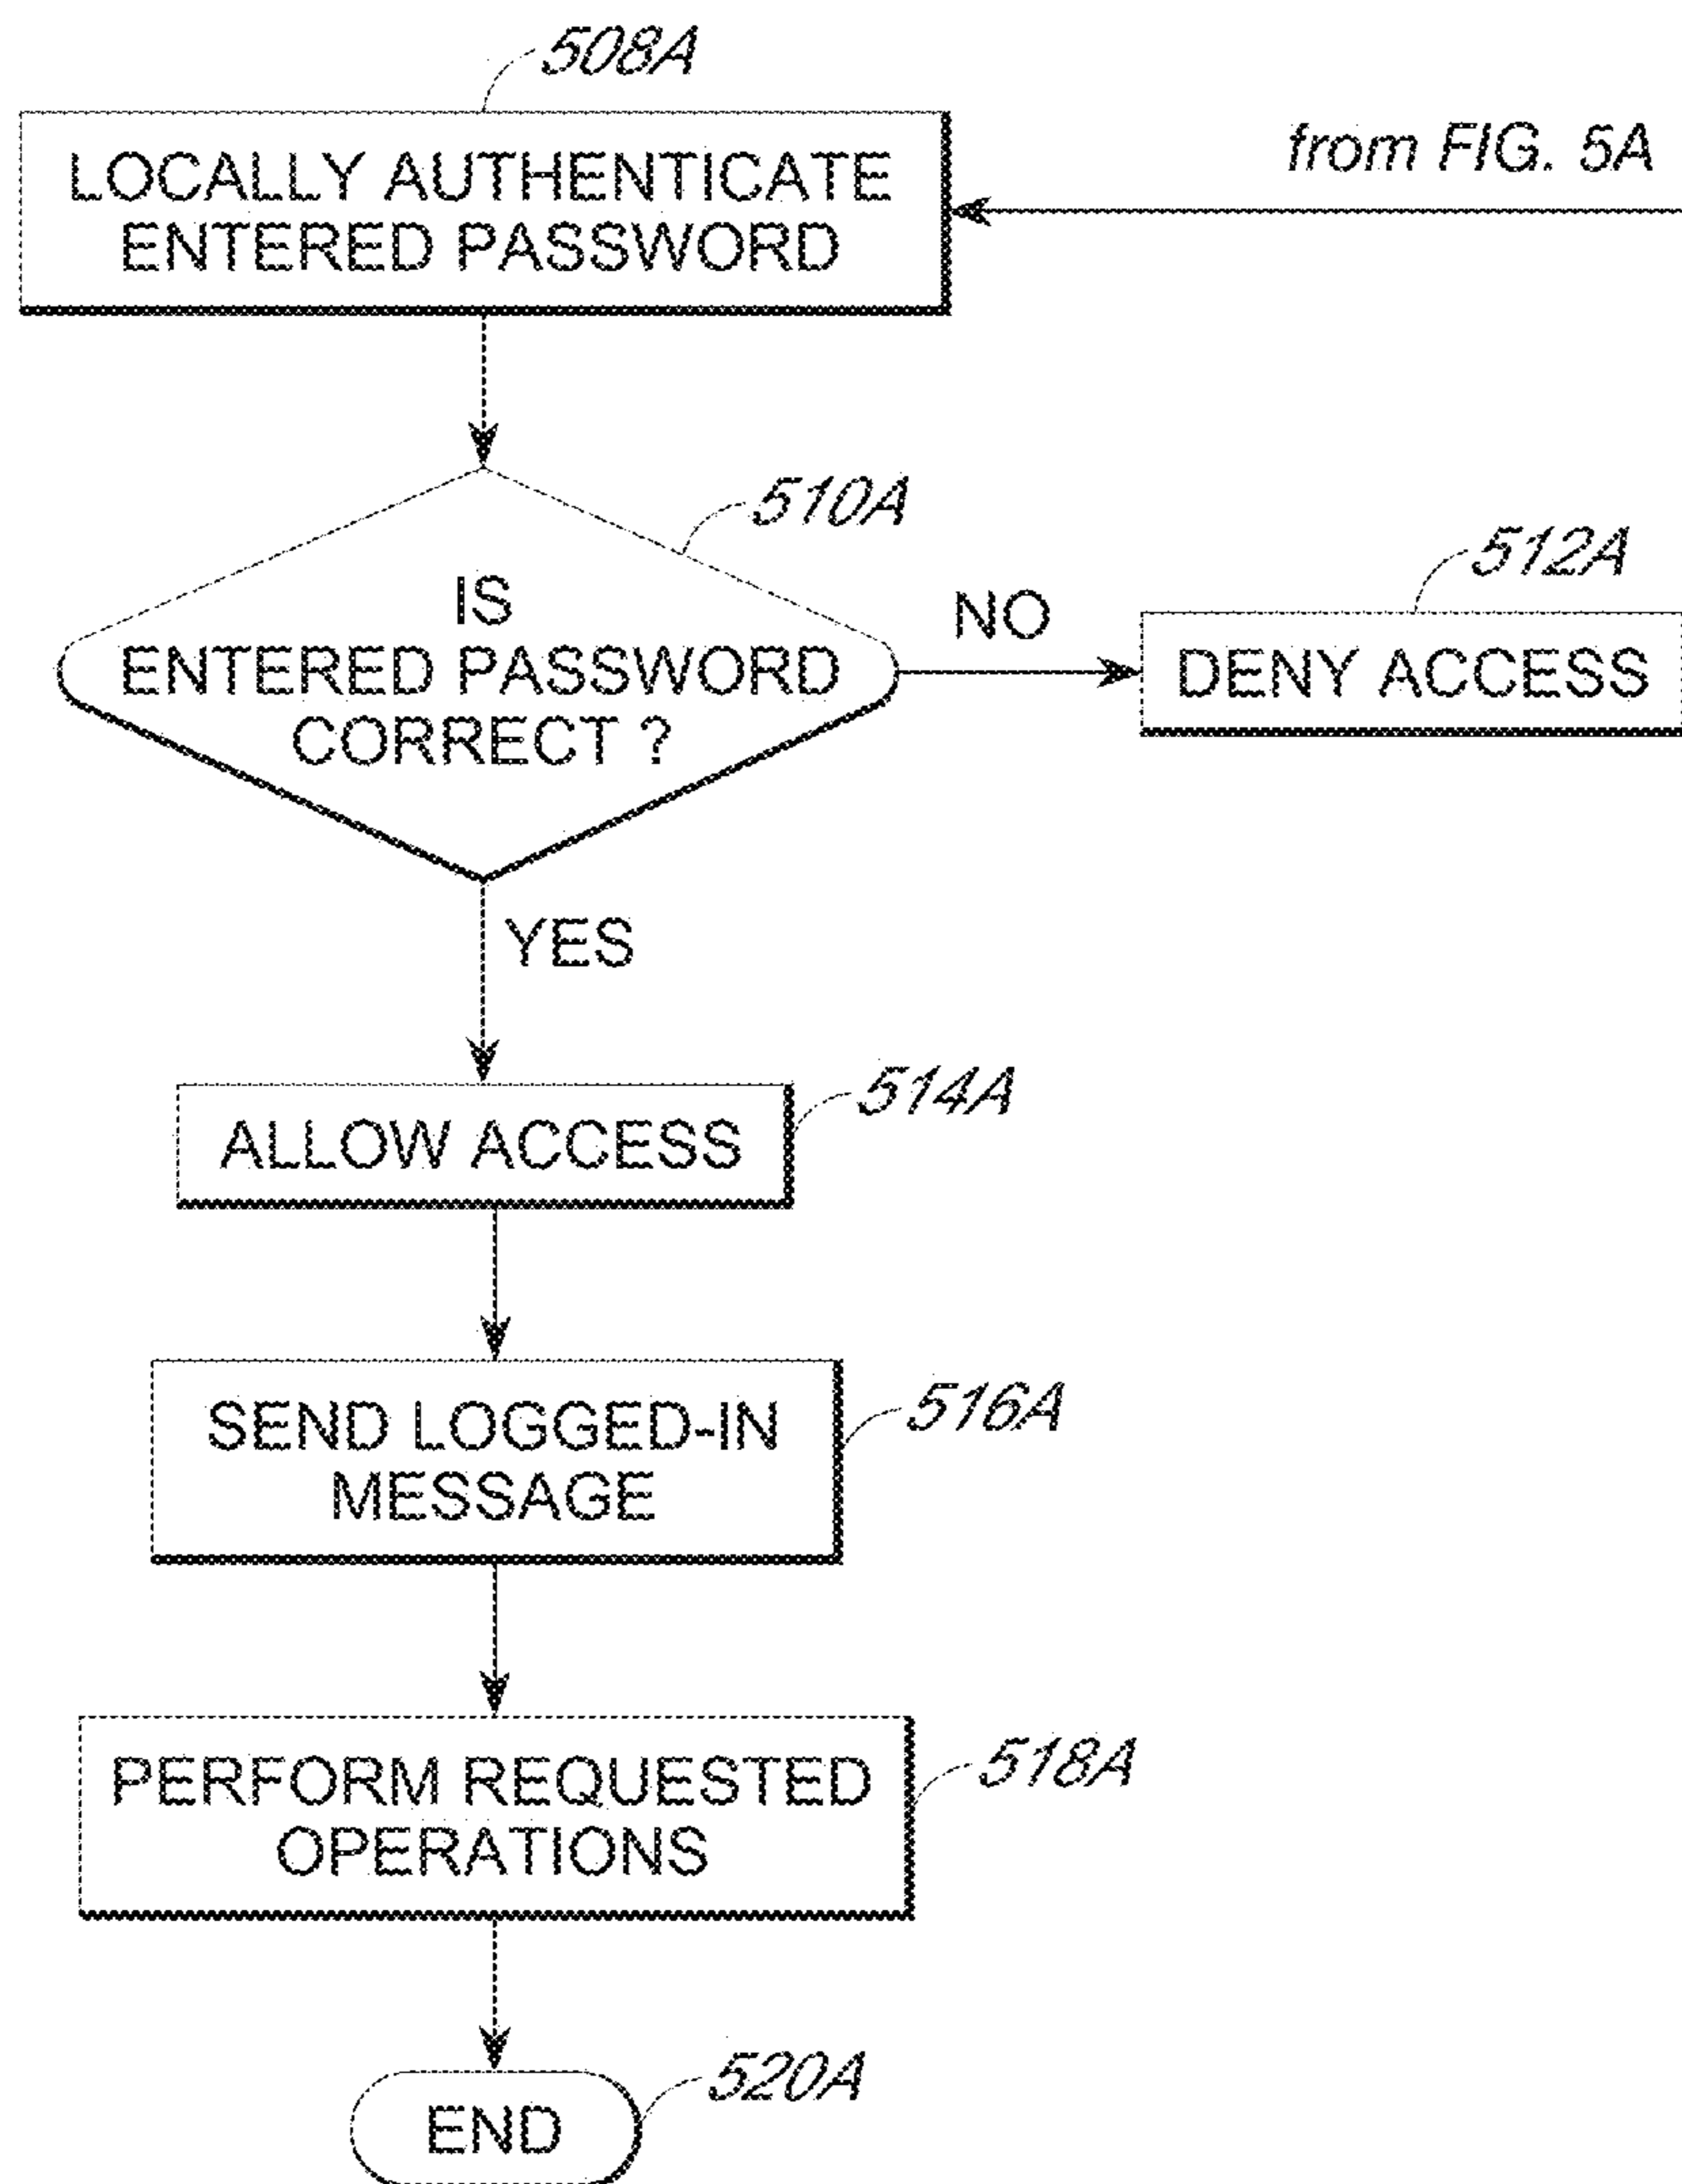 508A
from FIG. 5A
LOCALLY AUTHENTICATE
ENTERED PASSWORD
510A
512A
IS
ENTERED PASSWORD
CORRECT ?
NO
DENY ACCESS
YES
514A
ALLOW ACCESS
516A
SEND LOGGED-IN
MESSAGE
518A
PERFORM REQUESTED
OPERATIONS
520A
END